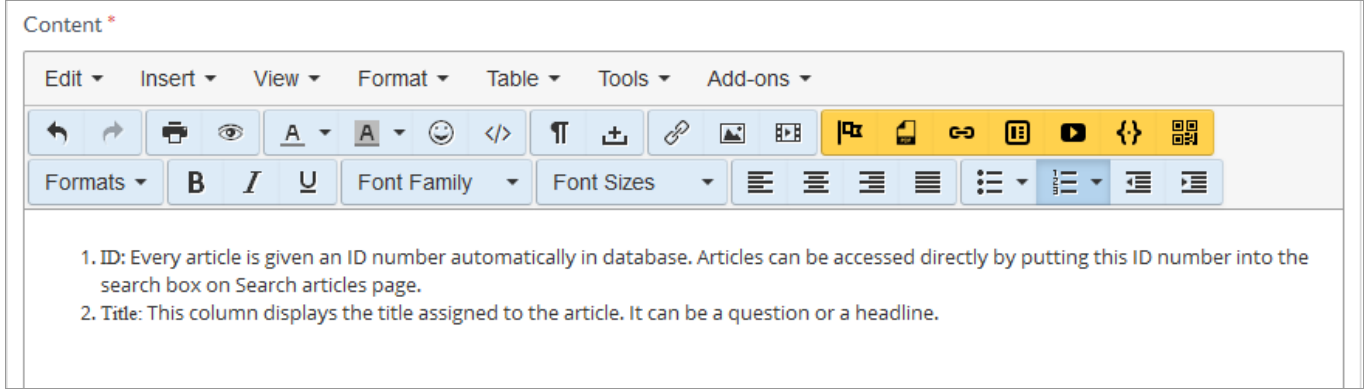 Content *
Edit Insert View Format Table Tools Add-ons
A A </> ¶ PDF {·}
Formats B I U Font Family Font Sizes
1. ID: Every article is given an ID number automatically in database. Articles can be accessed directly by putting this ID number into the
search box on Search articles page.
2. Title: This column displays the title assigned to the article. It can be a question or a headline.